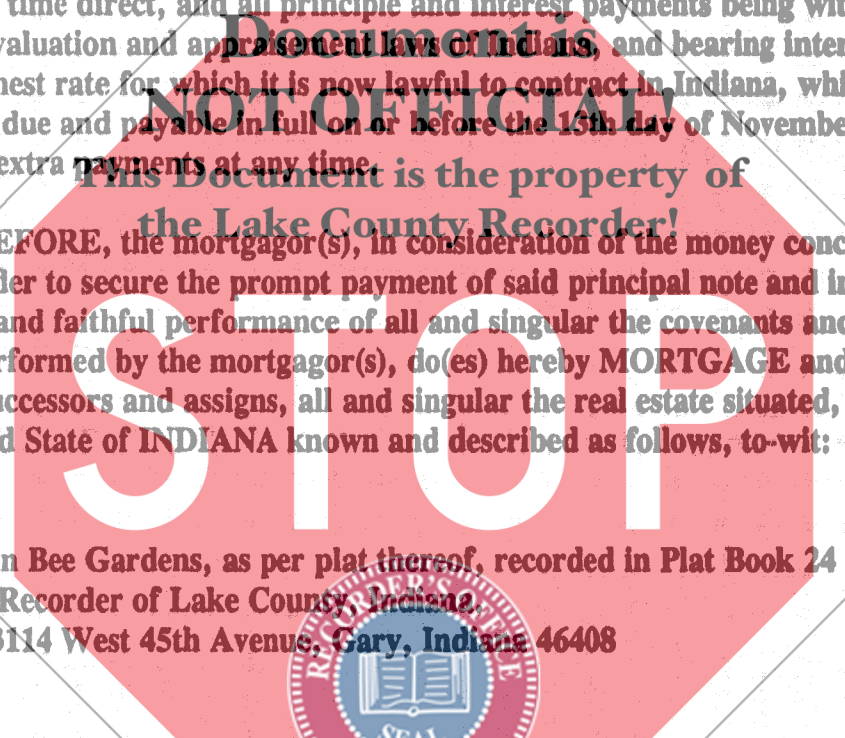 time direct, and all principle and interest payments being wit
valuation and appraisement laws of Indiana, and bearing inter
nest rate for which it is now lawful to contract in Indiana, whi
due and payable in full on or before the 15th day of Novembe
extra payments at any time.
Document is
NOT OFFICIAL!
This Document is the property of
the Lake County Recorder!
EFORE, the mortgagor(s), in consideration of the money conc
der to secure the prompt payment of said principal note and in
and faithful performance of all and singular the covenants and
rformed by the mortgagor(s), do(es) hereby MORTGAGE and
uccessors and assigns, all and singular the real estate situated,
d State of INDIANA known and described as follows, to-wit:
STOP
n Bee Gardens, as per plat thereof, recorded in Plat Book 24
Recorder of Lake County, Indiana.
3114 West 45th Avenue, Gary, Indiana 46408
RECORDER'S OFFICE
SEAL